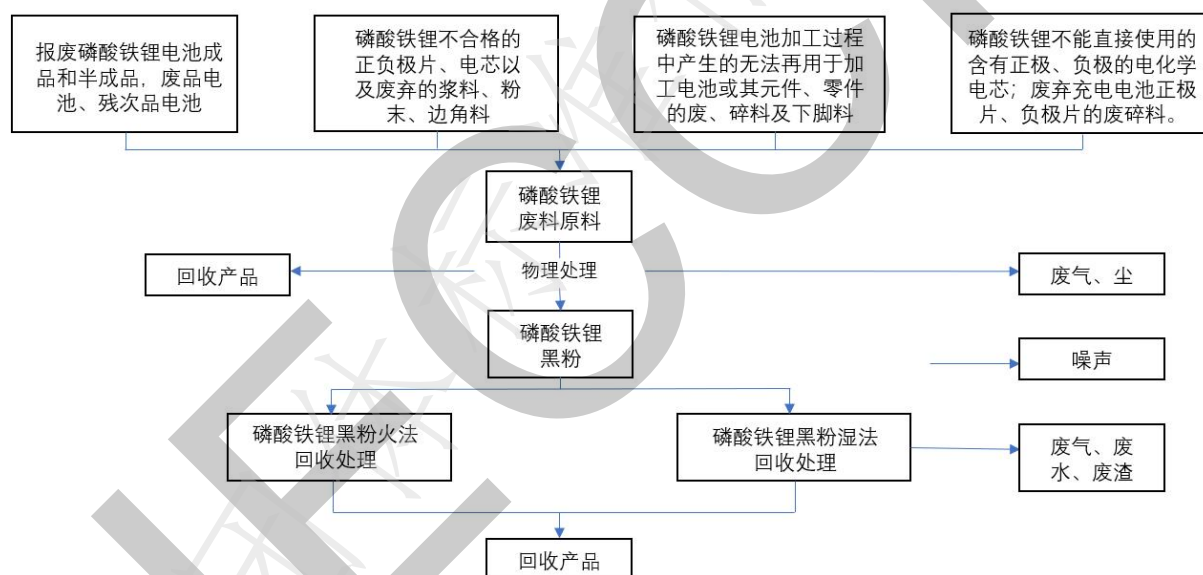 报废磷酸铁锂电池成
品和半成品，废品电
池、残次品电池
磷酸铁锂不合格的
正负极片、电芯以
及废弃的浆料、粉
末、边角料
磷酸铁锂电池加工过程
中产生的无法再用于加
工电池或其元件、零件
的废、碎料及下脚料
磷酸铁锂不能直接使用的
含有正极、负极的电化学
电芯；废弃充电电池正极
片、负极片的废碎料。
磷酸铁锂
废料原料
回收产品
物理处理
废气、尘
磷酸铁锂
黑粉
噪声
磷酸铁锂黑粉火法
回收处理
磷酸铁锂黑粉湿法
回收处理
废气、废
水、废渣
回收产品